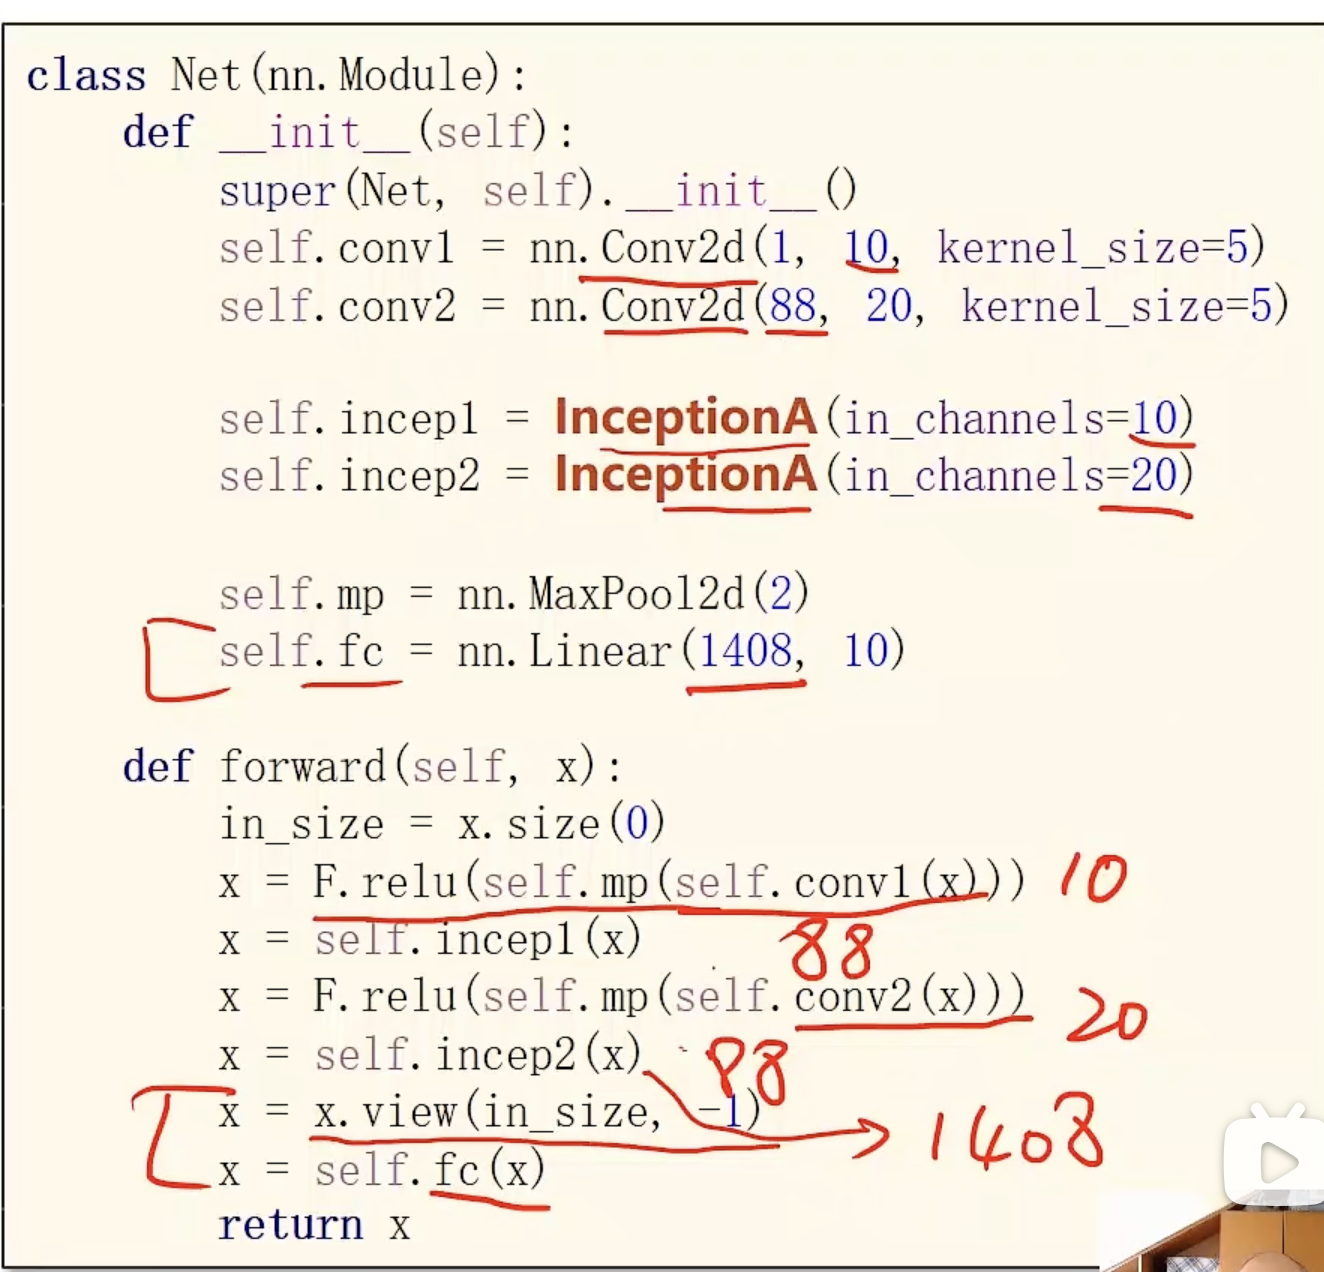 class Net(nn.Module):
    def __init__(self):
        super(Net, self).__init__()
        self.conv1 = nn.Conv2d(1, 10, kernel_size=5)
        self.conv2 = nn.Conv2d(88, 20, kernel_size=5)
        self.incep1 = InceptionA(in_channels=10)
        self.incep2 = InceptionA(in_channels=20)
        self.mp = nn.MaxPool2d(2)
        self.fc = nn.Linear(1408, 10)
    def forward(self, x):
        in_size = x.size(0)
        x = F.relu(self.mp(self.conv1(x))) 10
        x = self.incep1(x) 88
        x = F.relu(self.mp(self.conv2(x))) 20
        x = self.incep2(x) 88
        x = x.view(in_size, -1) 1408
        x = self.fc(x)
        return x